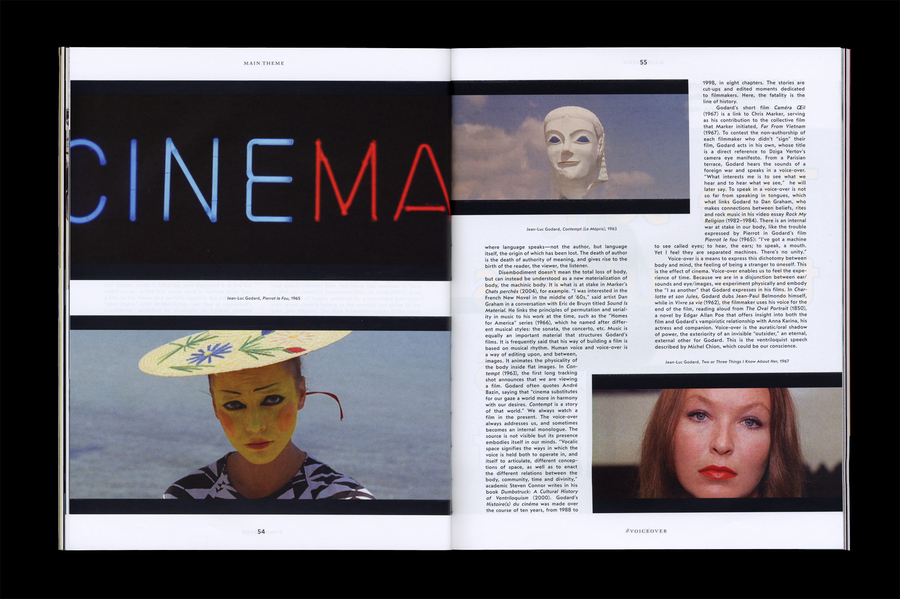 MAIN THEME
CINEMA
Jean-Luc Godard, Pierrot le Fou, 1965
54
55
Jean-Luc Godard, Contempt (Le Mépris), 1963
where language speaks—not the author, but language
itself, the origin of which has been lost. The death of author
is the death of authority of meaning, and gives rise to the
birth of the reader, the viewer, the listener.
Disembodiment doesn't mean the total loss of body,
but can instead be understood as a new materialization of
body, the machinic body. It is what is at stake in Marker's
Chats perchés (2004), for example. "I was interested in the
French New Novel in the middle of '60s," said artist Dan
Graham in a conversation with Eric de Bruyn titled Sound Is
Material. He links the principles of permutation and serial-
ity in music to his work at the time, such as the "Homes
for America" series (1966), which he named after differ-
ent musical styles: the sonata, the concerto, etc. Music is
equally an important material that structures Godard's
films. It is frequently said that his way of building a film is
based on musical rhythm. Human voice and voice-over is
a way of editing upon, and between,
images. It animates the physicality of
the body inside flat images. In Con-
tempt (1963), the first long tracking
shot announces that we are viewing
a film. Godard often quotes André
Bazin, saying that "cinema substitutes
for our gaze a world more in harmony
with our desires. Contempt is a story
of that world." We always watch a
film in the present. The voice-over
always addresses us, and sometimes
becomes an internal monologue. The
source is not visible but its presence
embodies itself in our minds. "Vocalic
space signifies the ways in which the
voice is held both to operate in, and
itself to articulate, different concep-
tions of space, as well as to enact
the different relations between the
body, community, time and divinity,"
academic Steven Connor writes in his
book Dumbstruck: A Cultural History
of Ventriloquism (2000). Godard's
Histoire(s) du cinéma was made over
the course of ten years, from 1988 to
1998, in eight chapters. The stories are
cut-ups and edited moments dedicated
to filmmakers. Here, the fatality is the
line of history.
Godard's short film Caméra Œil
(1967) is a link to Chris Marker, serving
as his contribution to the collective film
that Marker initiated, Far From Vietnam
(1967). To contest the non-authorship of
each filmmaker who didn't "sign" their
film, Godard acts in his own, whose title
is a direct reference to Dziga Vertov's
camera eye manifesto. From a Parisian
terrace, Godard hears the sounds of a
foreign war and speaks in a voice-over.
"What interests me is to see what we
hear and to hear what we see," he will
later say. To speak in a voice-over is not
so far from speaking in tongues, which
what links Godard to Dan Graham, who
makes connections between beliefs, rites
and rock music in his video essay Rock My
Religion (1982–1984). There is an internal
war at stake in our body, like the trouble
expressed by Pierrot in Godard's film
Pierrot le fou (1965): "I've got a machine
to see called eyes; to hear, the ears; to speak, a mouth.
Yet I feel they are separated machines. There's no unity."
Voice-over is a means to express this dichotomy between
body and mind, the feeling of being a stranger to oneself. This
is the effect of cinema. Voice-over enables us to feel the expe-
rience of time. Because we are in a disjunction between ear/
sounds and eye/images, we experiment physically and embody
the "I as another" that Godard expresses in his films. In Char-
lotte et son Jules, Godard dubs Jean-Paul Belmondo himself,
while in Vivre sa vie (1962), the filmmaker uses his voice for the
end of the film, reading aloud from The Oval Portrait (1850),
a novel by Edgar Allan Poe that offers insight into both the
film and Godard's vampiristic relationship with Anna Karina, his
actress and companion. Voice-over is the auratic/oral shadow
of power, the exteriority of an invisible "outsider," an eternal,
external other for Godard. This is the ventriloquist speech
described by Michel Chion, which could be our conscience.
Jean-Luc Godard, Two or Three Things I Know About Her, 1967
#VOICEOVER